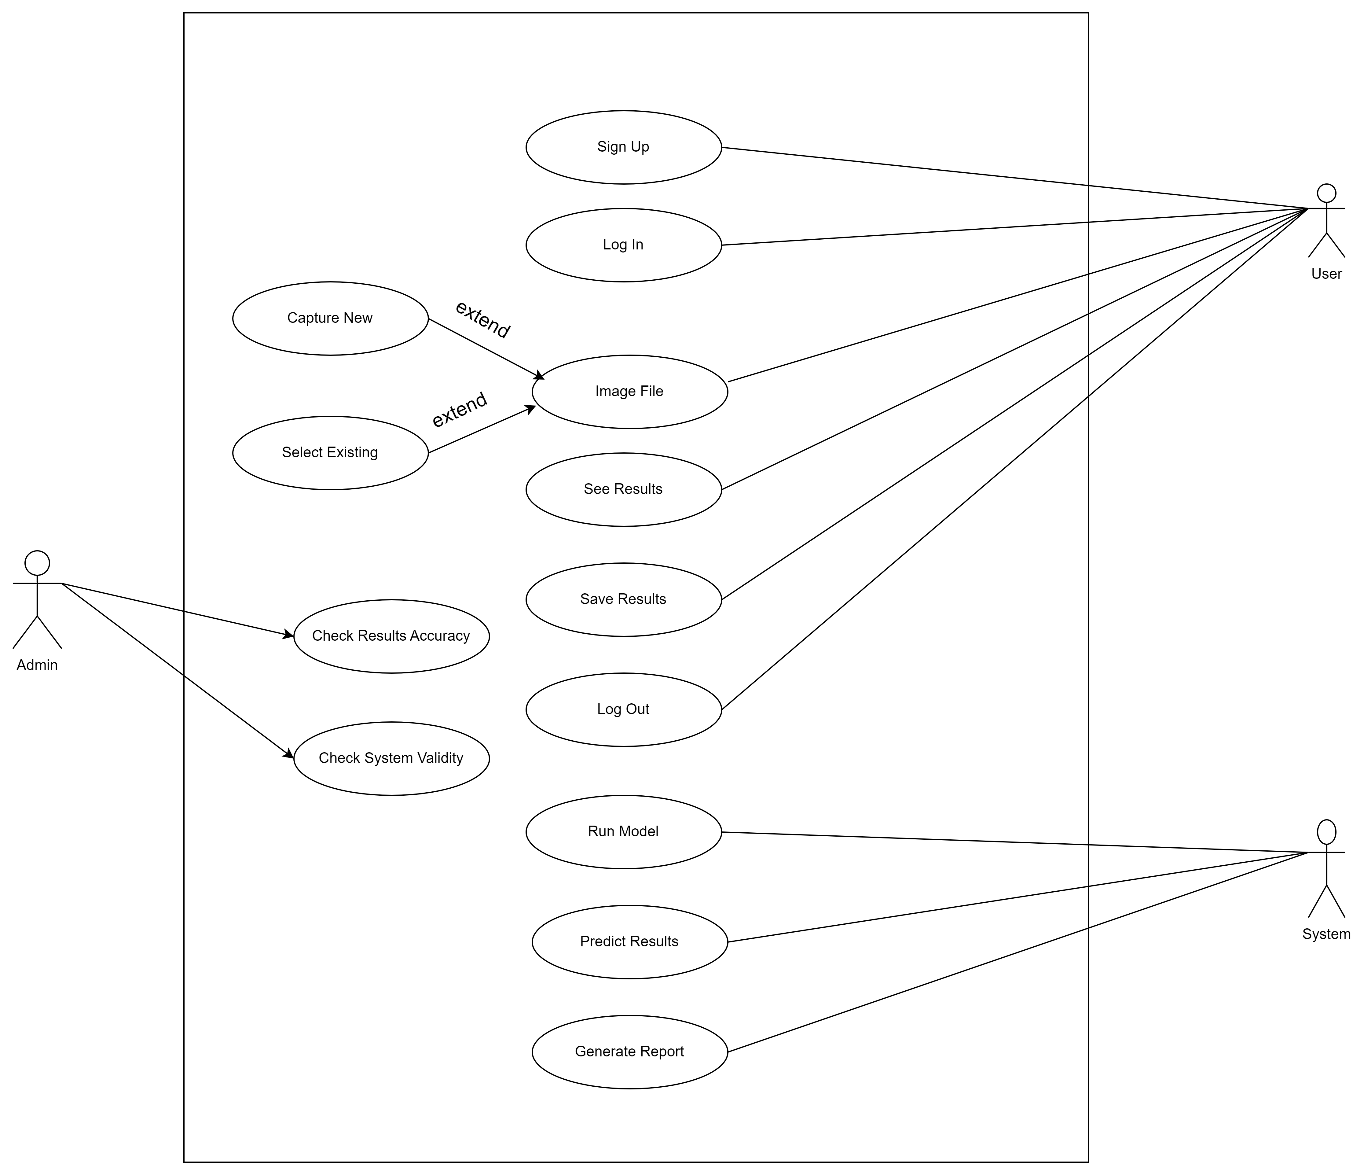 Sign Up
Log In
User
Capture New
extend
Image File
extend
Select Existing
See Results
Save Results
Check Results Accuracy
Admin
Log Out
Check System Validity
Run Model
System
Predict Results
Generate Report